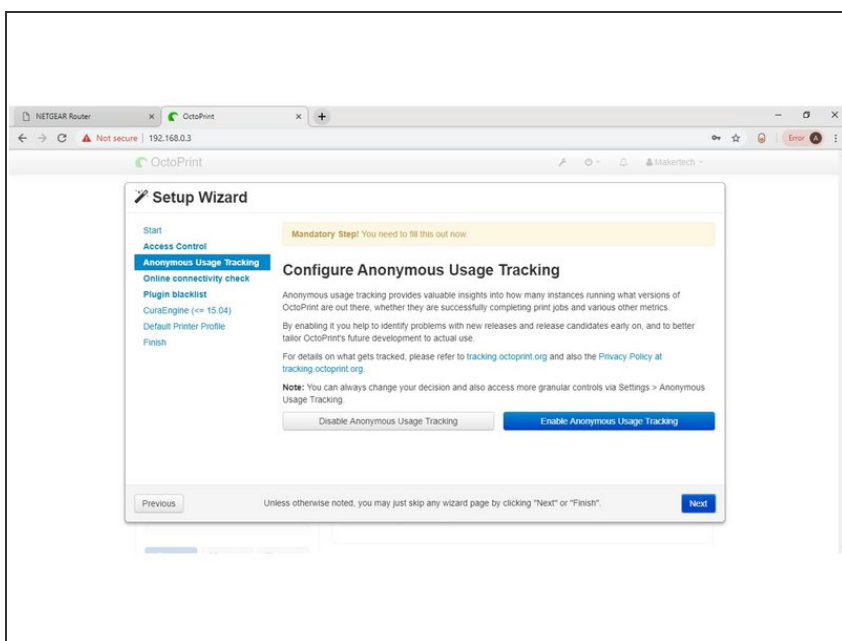 NETGEAR Router
OctoPrint
Not secure | 192.168.0.3
Error A
OctoPrint
Makertech
Setup Wizard
Start
Access Control
Anonymous Usage Tracking
Online connectivity check
Plugin blacklist
CuraEngine (<= 15.04)
Default Printer Profile
Finish
Mandatory Step! You need to fill this out now.
Configure Anonymous Usage Tracking
Anonymous usage tracking provides valuable insights into how many instances running what versions of
OctoPrint are out there, whether they are successfully completing print jobs and various other metrics.
By enabling it you help to identify problems with new releases and release candidates early on, and to better
tailor OctoPrint's future development to actual use.
For details on what gets tracked, please refer to tracking.octoprint.org and also the Privacy Policy at
tracking.octoprint.org.
Note: You can always change your decision and also access more granular controls via Settings > Anonymous
Usage Tracking.
Disable Anonymous Usage Tracking
Enable Anonymous Usage Tracking
Previous
Unless otherwise noted, you may just skip any wizard page by clicking "Next" or "Finish".
Next